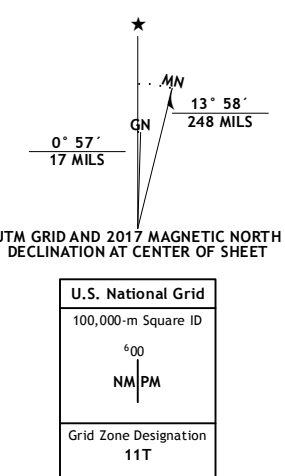 ★
MN
GN
13° 58´
248 MILS
0° 57´
17 MILS
UTM GRID AND 2017 MAGNETIC NORTH
DECLINATION AT CENTER OF SHEET
U.S. National Grid
100,000-m Square ID
⁶00
NM PM
Grid Zone Designation
11T